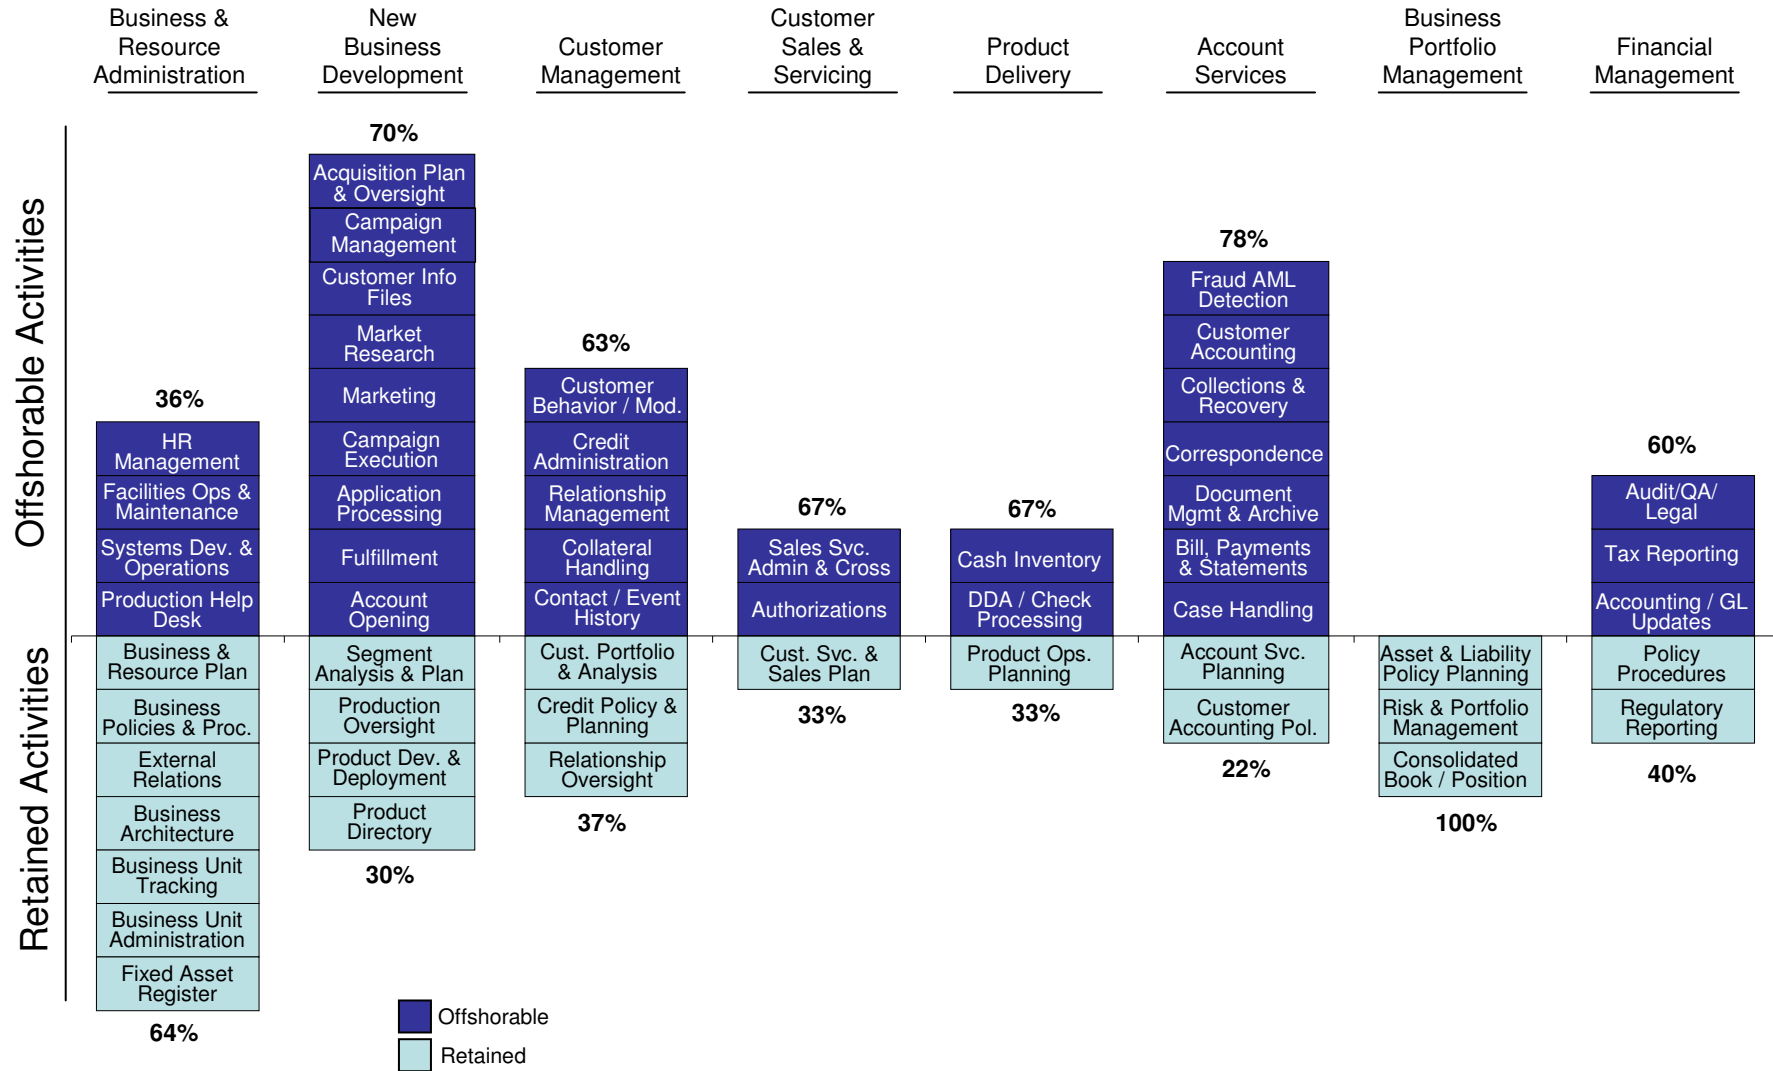 Business &
Resource
Administration
New
Business
Development
Customer
Management
Customer
Sales &
Servicing
Product
Delivery
Account
Services
Business
Portfolio
Management
Financial
Management
Offshorable Activities
Retained Activities
36%
HR
Management
Facilities Ops &
Maintenance
Systems Dev. &
Operations
Production Help
Desk
Business &
Resource Plan
Business
Policies & Proc.
External
Relations
Business
Architecture
Business Unit
Tracking
Business Unit
Administration
Fixed Asset
Register
64%
70%
Acquisition Plan
& Oversight
Campaign
Management
Customer Info
Files
Market
Research
Marketing
Campaign
Execution
Application
Processing
Fulfillment
Account
Opening
Segment
Analysis & Plan
Production
Oversight
Product Dev. &
Deployment
Product
Directory
30%
63%
Customer
Behavior / Mod.
Credit
Administration
Relationship
Management
Collateral
Handling
Contact / Event
History
Cust. Portfolio
& Analysis
Credit Policy &
Planning
Relationship
Oversight
37%
67%
Sales Svc.
Admin & Cross
Authorizations
Cust. Svc. &
Sales Plan
33%
67%
Cash Inventory
DDA / Check
Processing
Product Ops.
Planning
33%
78%
Fraud AML
Detection
Customer
Accounting
Collections &
Recovery
Correspondence
Document
Mgmt & Archive
Bill, Payments
& Statements
Case Handling
Account Svc.
Planning
Customer
Accounting Pol.
22%
Asset & Liability
Policy Planning
Risk & Portfolio
Management
Consolidated
Book / Position
100%
60%
Audit/QA/
Legal
Tax Reporting
Accounting / GL
Updates
Policy
Procedures
Regulatory
Reporting
40%
Offshorable
Retained